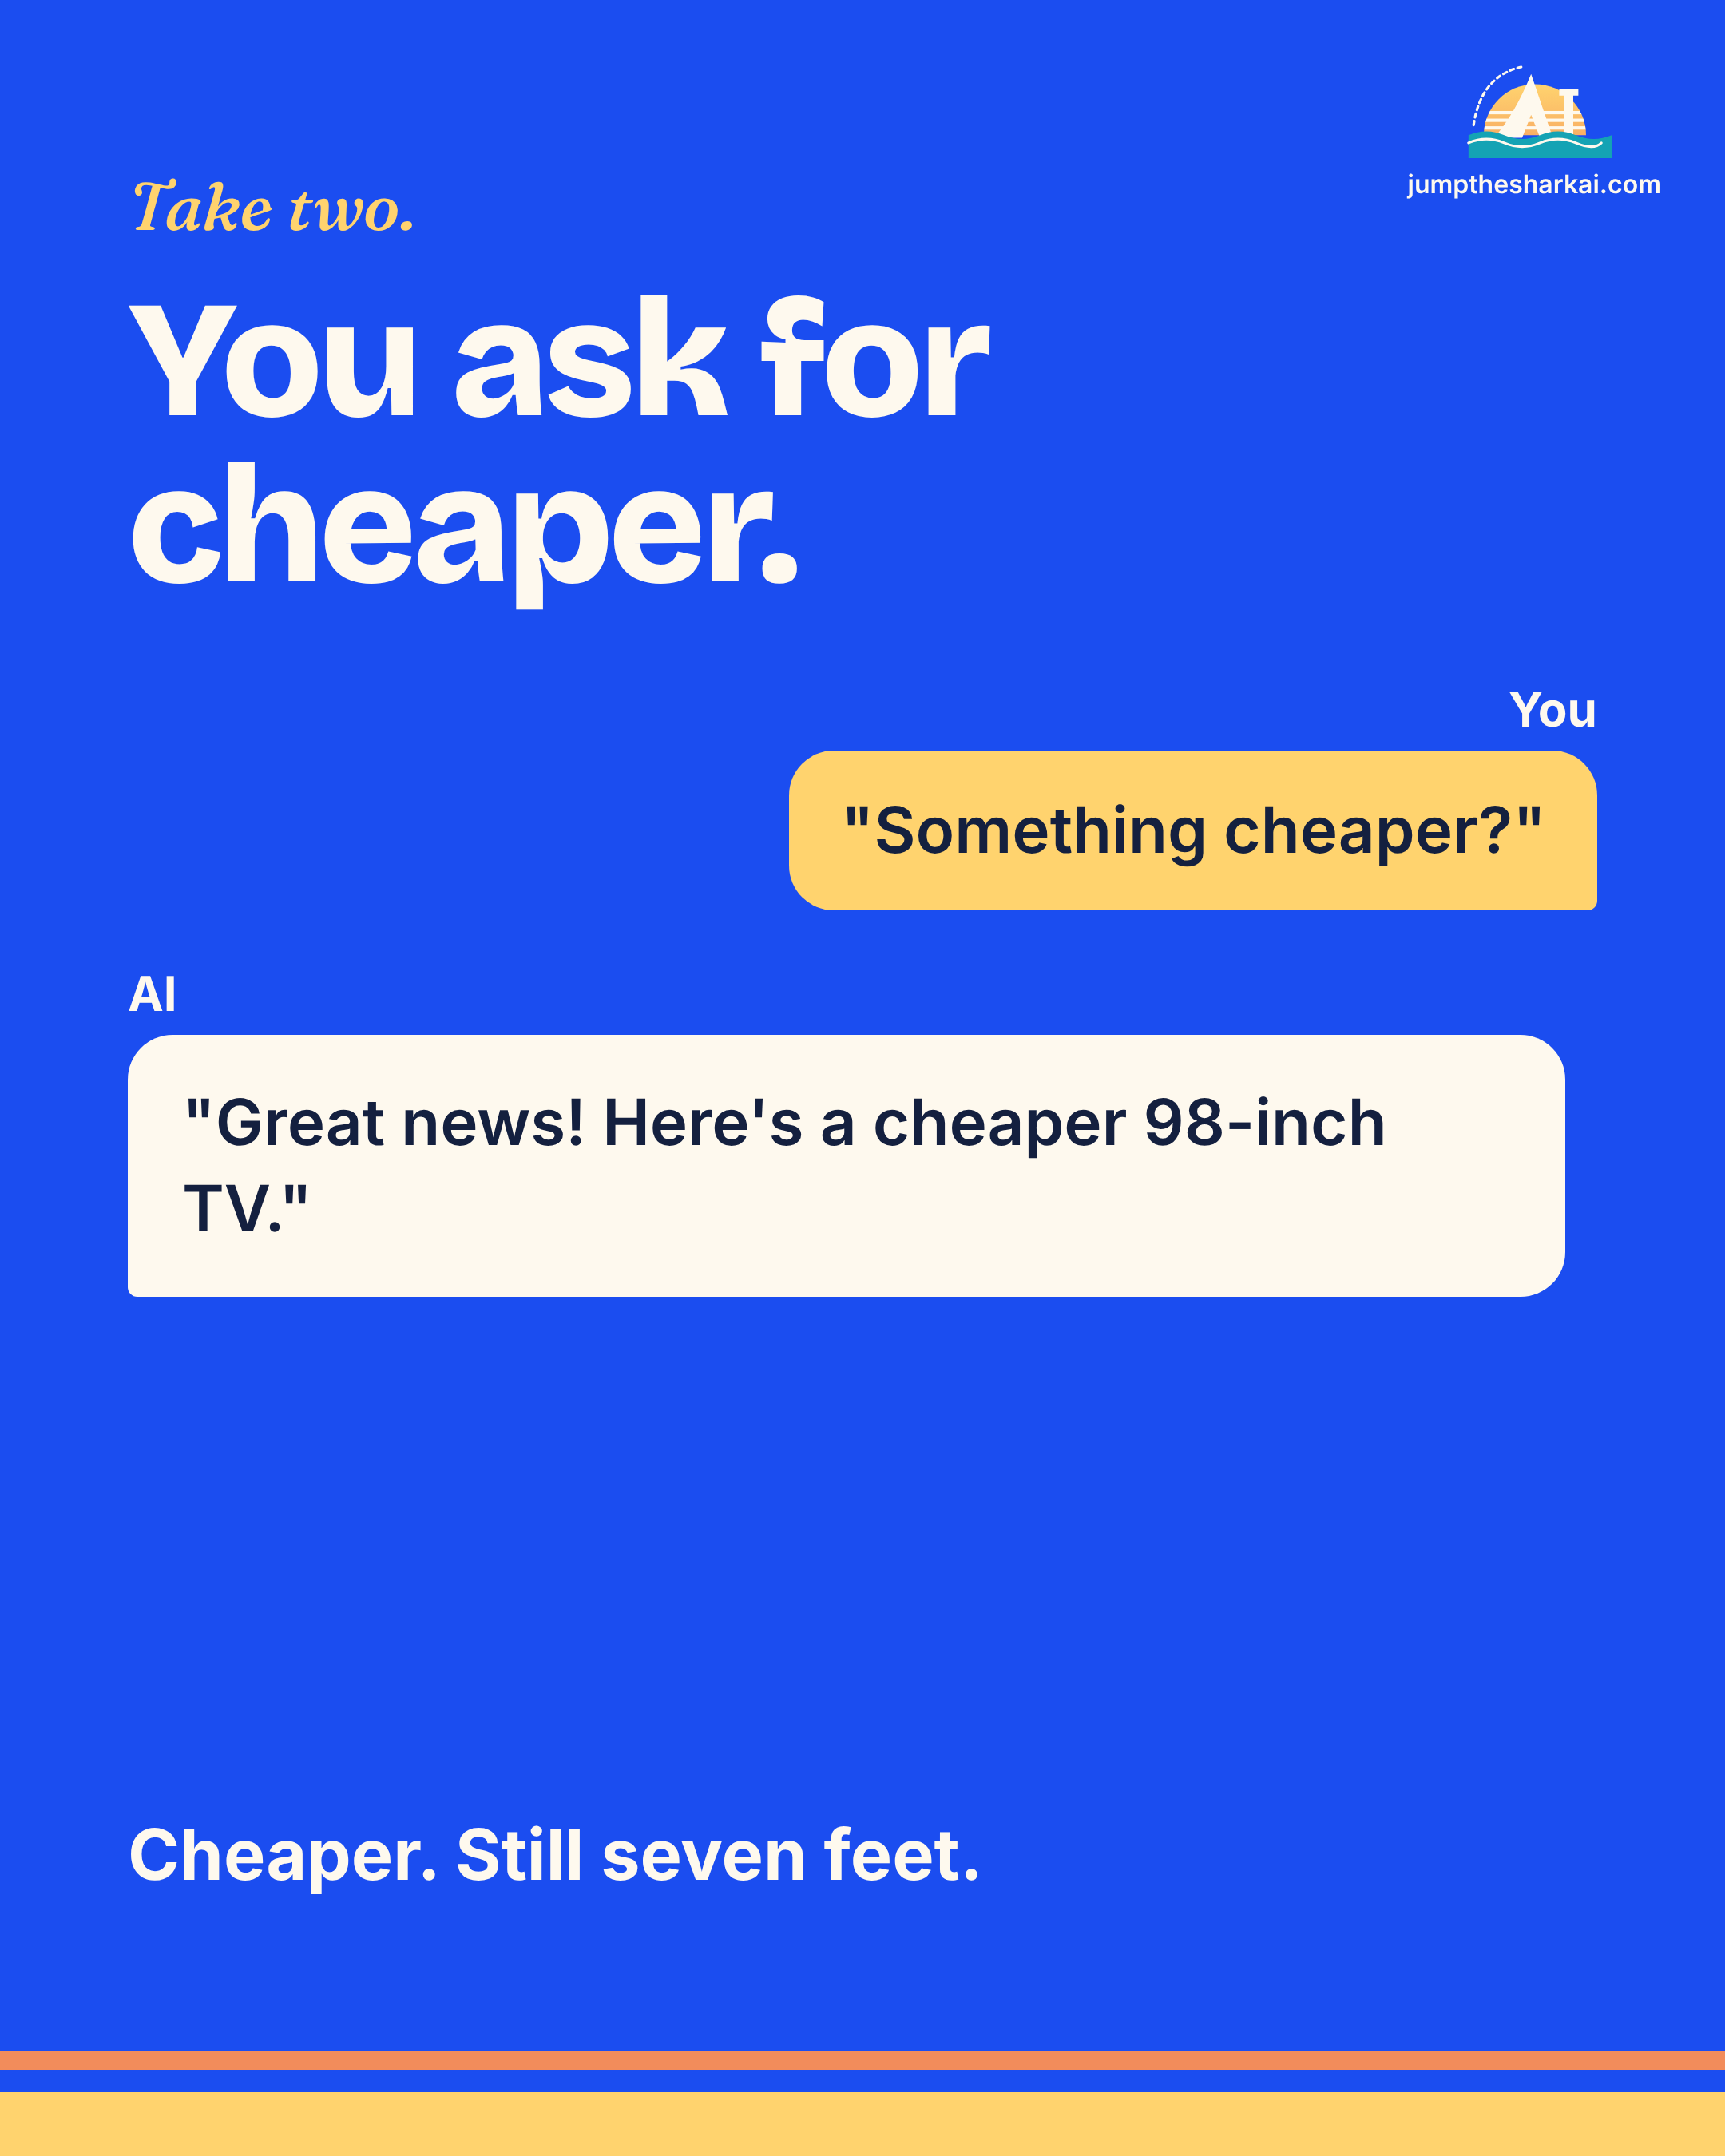 AI
jumpthesharkai.com
Take two.
You ask for
cheaper.
You
"Something cheaper?"
AI
"Great news! Here's a cheaper 98-inch
TV."
Cheaper. Still seven feet.